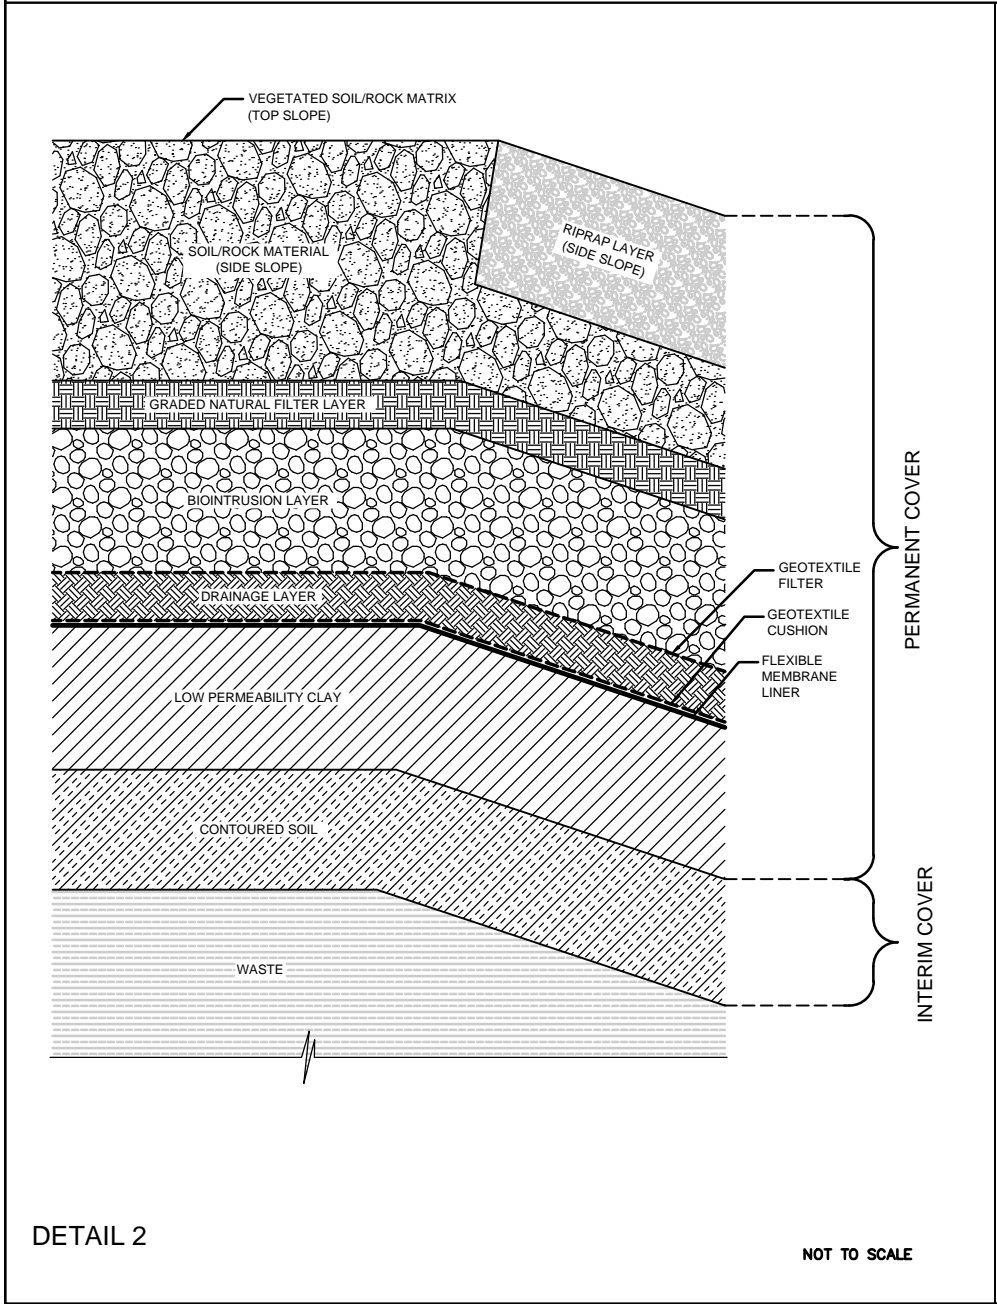 VEGETATED SOIL/ROCK MATRIX
(TOP SLOPE)
SOIL/ROCK MATERIAL
(SIDE SLOPE)
RIPRAP LAYER
(SIDE SLOPE)
GRADED NATURAL FILTER LAYER
BIOINTRUSION LAYER
DRAINAGE LAYER
GEOTEXTILE
FILTER
GEOTEXTILE
CUSHION
FLEXIBLE
MEMBRANE
LINER
LOW PERMEABILITY CLAY
CONTOURED SOIL
WASTE
PERMANENT COVER
INTERIM COVER
DETAIL 2
NOT TO SCALE